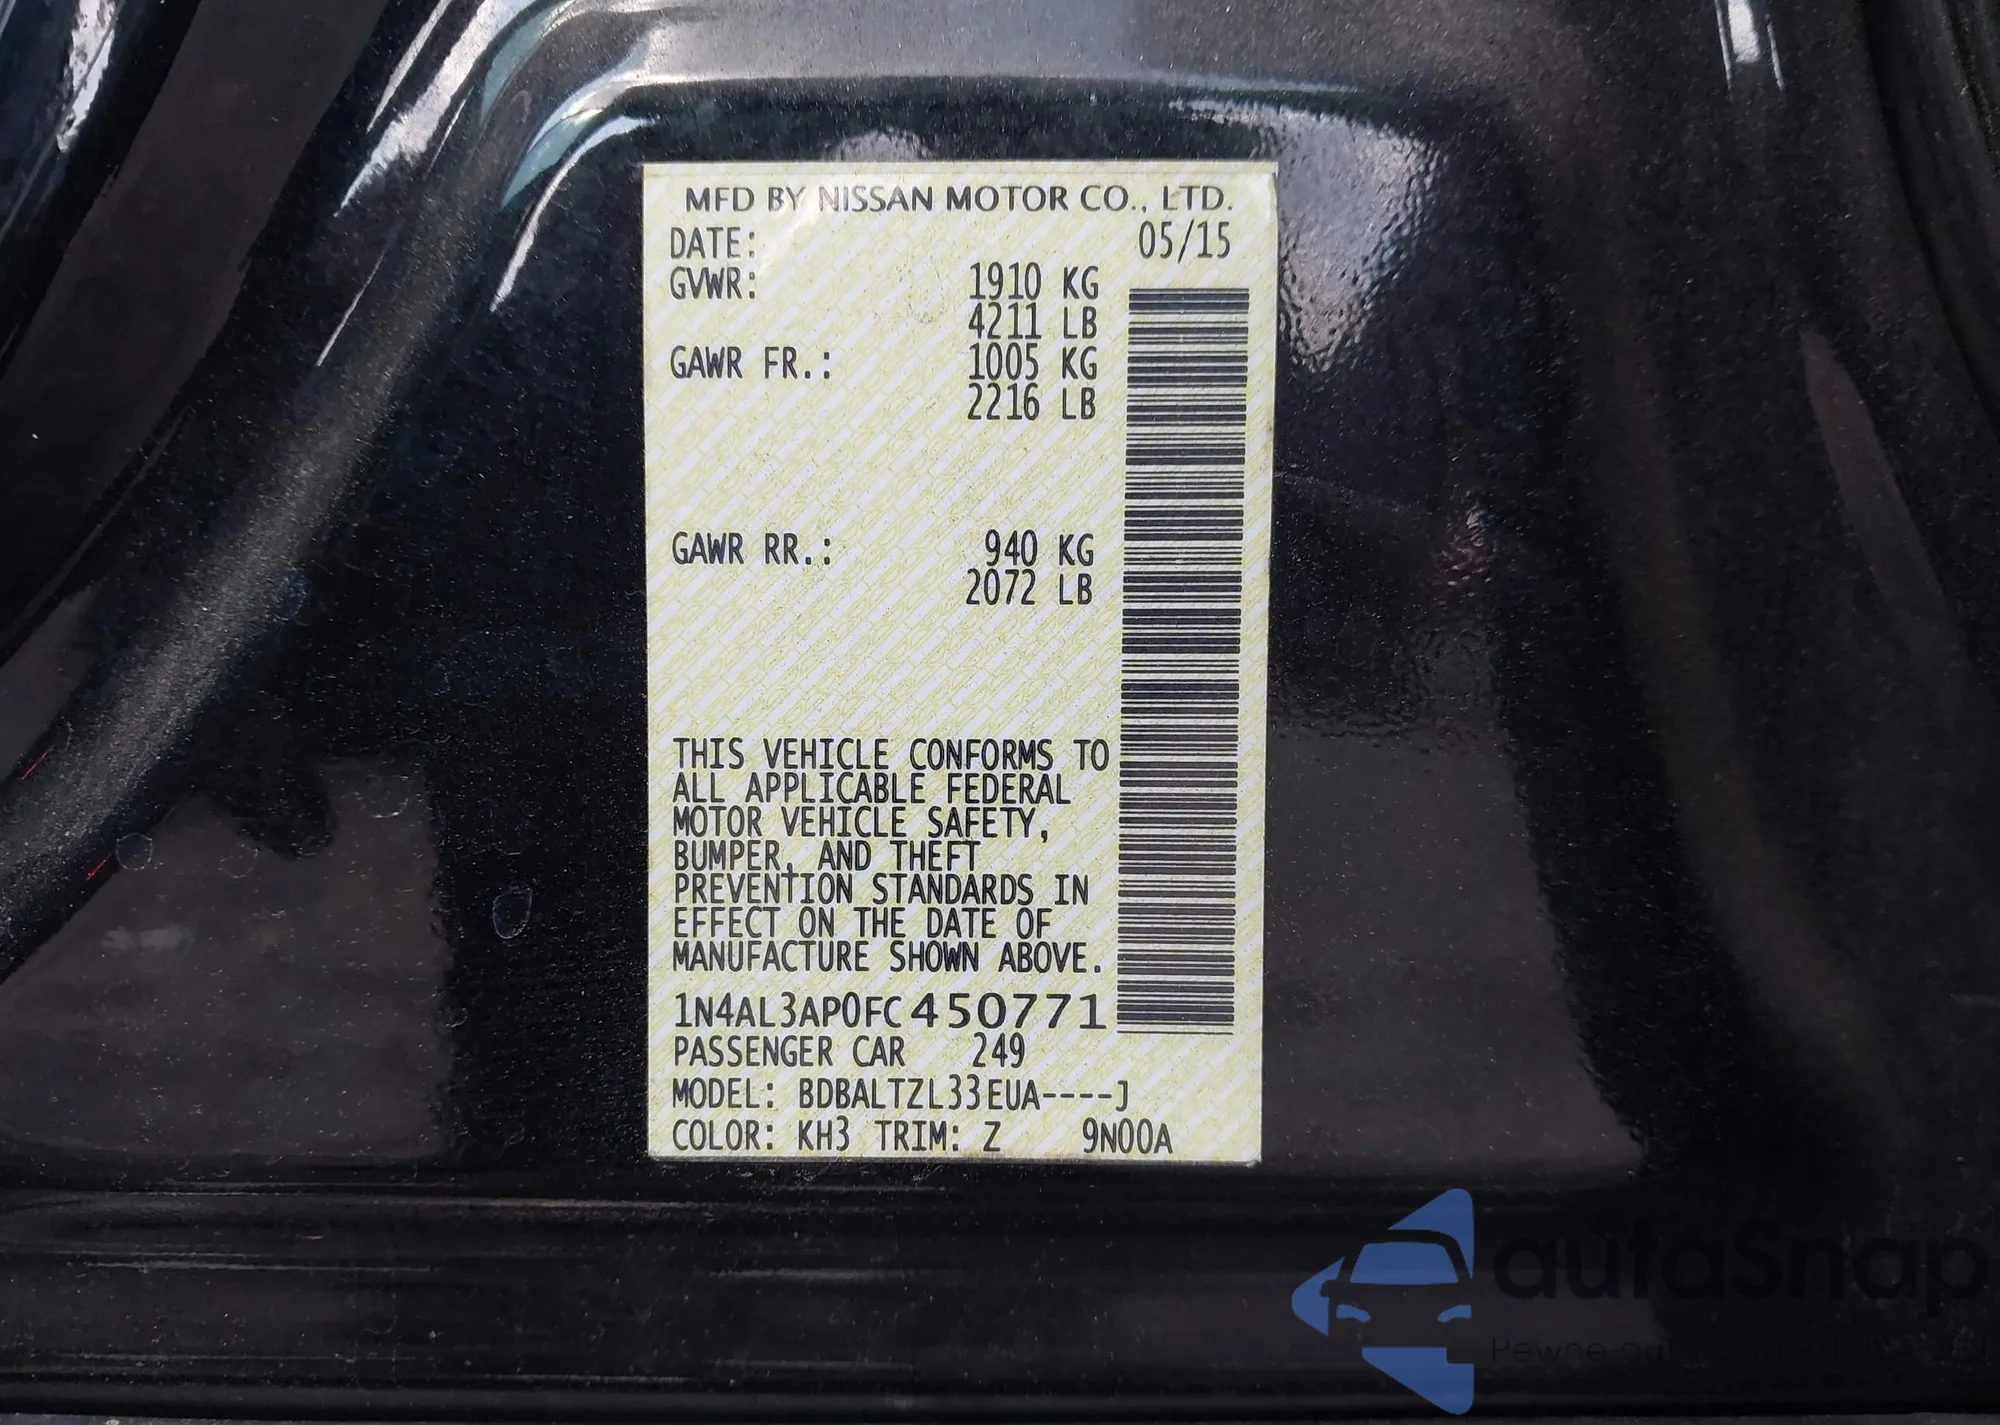 MFD BY NISSAN MOTOR CO., LTD.
DATE: 05/15
GVWR: 1910 KG
4211 LB
GAWR FR.: 1005 KG
2216 LB
GAWR RR.: 940 KG
2072 LB
THIS VEHICLE CONFORMS TO
ALL APPLICABLE FEDERAL
MOTOR VEHICLE SAFETY,
BUMPER, AND THEFT
PREVENTION STANDARDS IN
EFFECT ON THE DATE OF
MANUFACTURE SHOWN ABOVE.
1N4AL3AP0FC450771
PASSENGER CAR 249
MODEL: BDBALTZL33EUA----J
COLOR: KH3 TRIM: Z 9N00A
autaSnap
Pewne auta